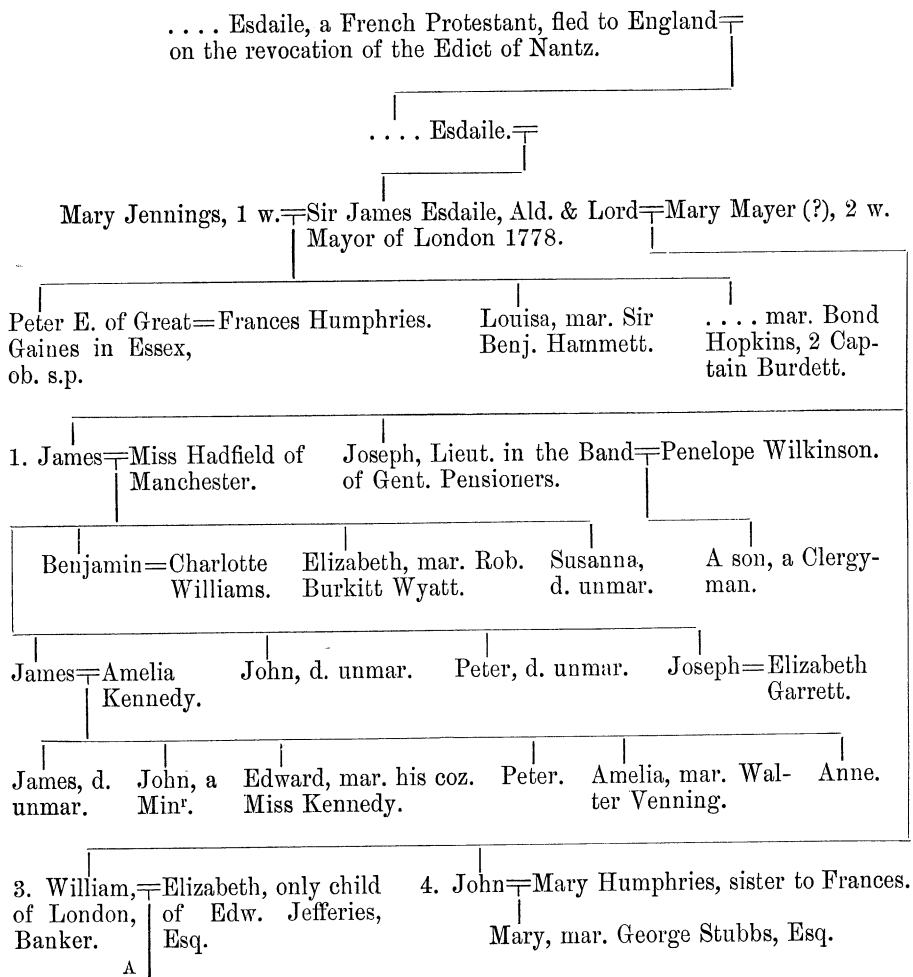 . . . . Esdaile, a French Protestant, fled to England
on the revocation of the Edict of Nantz.
. . . . Esdaile.
Mary Jennings, 1 w.=Sir James Esdaile, Ald. & Lord=Mary Mayer (?), 2 w.
Mayor of London 1778.
Peter E. of Great=Frances Humphries.
Gaines in Essex,
ob. s.p.
Louisa, mar. Sir
Benj. Hammett.
. . . . mar. Bond
Hopkins, 2 Cap-
tain Burdett.
1. James=Miss Hadfield of
Manchester.
Joseph, Lieut. in the Band=Penelope Wilkinson.
of Gent. Pensioners.
Benjamin=Charlotte
Williams.
Elizabeth, mar. Rob.
Burkitt Wyatt.
Susanna,
d. unmar.
A son, a Clergy-
man.
James=Amelia
Kennedy.
John, d. unmar.
Peter, d. unmar.
Joseph=Elizabeth
Garrett.
James, d.
unmar.
John, a
Minr.
Edward, mar. his coz.
Miss Kennedy.
Peter.
Amelia, mar. Wal-
ter Venning.
Anne.
3. William,=Elizabeth, only child
of London, of Edw. Jefferies,
Banker. Esq.
A
4. John=Mary Humphries, sister to Frances.
Mary, mar. George Stubbs, Esq.